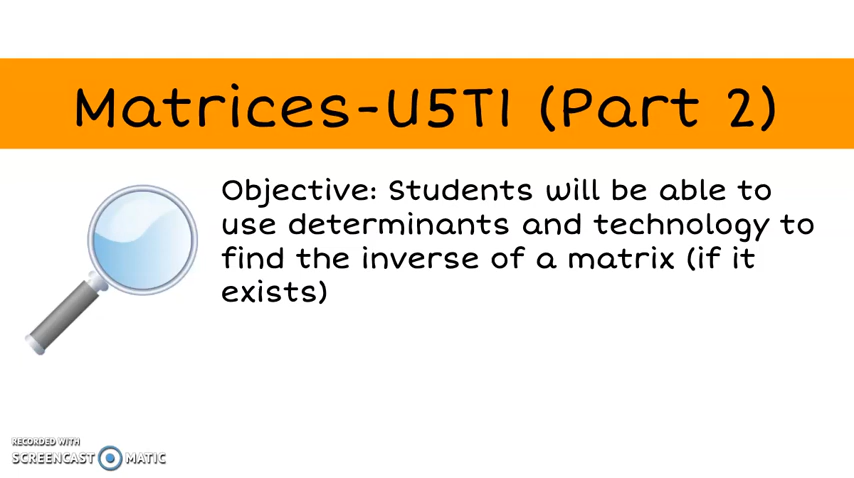 Matrices-U5T1 (Part 2)
Objective: Students will be able to
use determinants and technology to
find the inverse of a matrix (if it
exists)
RECORDED WITH
SCREENCAST MATIC